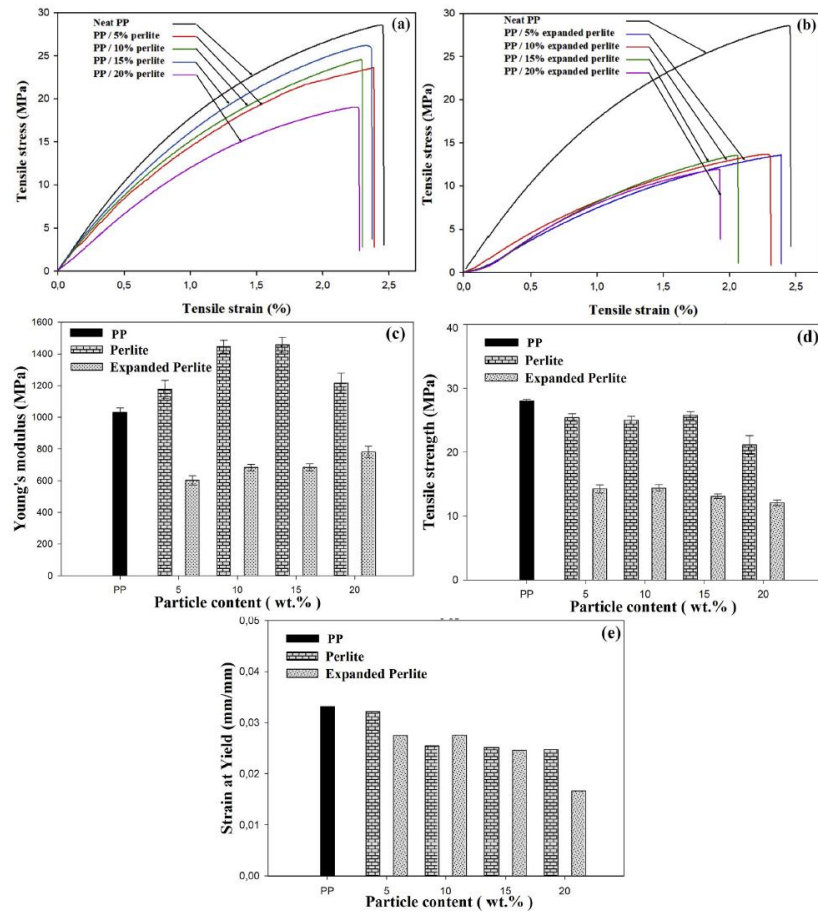 (a)
Neat PP
PP / 5% perlite
PP / 10% perlite
PP / 15% perlite
PP / 20% perlite
Tensile stress (MPa)
30
25
20
15
10
5
0
0,0 0,5 1,0 1,5 2,0 2,5
Tensile strain (%)
(b)
Neat PP
PP / 5% expanded perlite
PP / 10% expanded perlite
PP / 15% expanded perlite
PP / 20% expanded perlite
Tensile stress (MPa)
30
25
20
15
10
5
0
0,0 0,5 1,0 1,5 2,0 2,5
Tensile strain (%)
(c)
PP
Perlite
Expanded Perlite
Young's modulus (MPa)
1600
1400
1200
1000
800
600
400
200
0
PP 5 10 15 20
Particle content ( wt.% )
(d)
PP
Perlite
Expanded Perlite
Tensile strength (MPa)
40
30
20
10
0
PP 5 10 15 20
Particle content ( wt.% )
(e)
PP
Perlite
Expanded Perlite
Strain at Yield (mm/mm)
0,05
0,04
0,03
0,02
0,01
0,00
PP 5 10 15 20
Particle content ( wt.% )